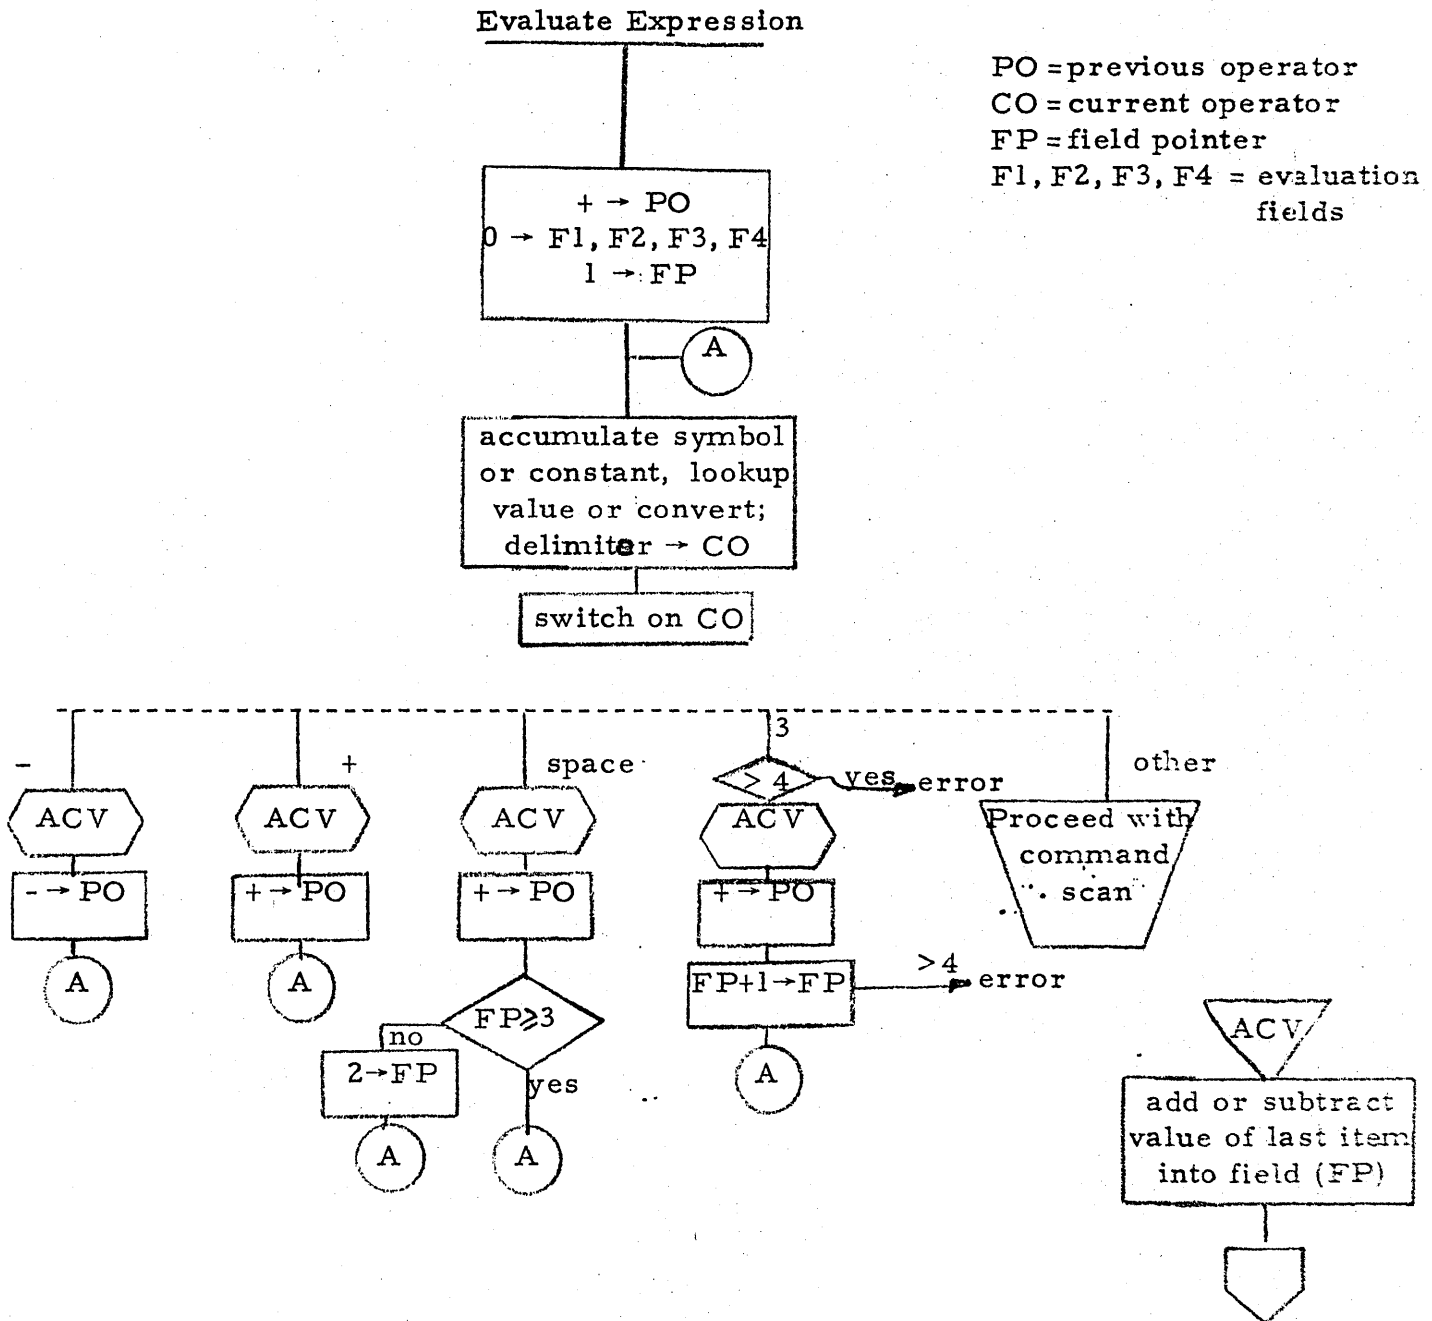 Evaluate Expression
PO = previous operator
CO = current operator
FP = field pointer
F1, F2, F3, F4 = evaluation
fields
+ → PO
0 → F1, F2, F3, F4
1 → FP
A
accumulate symbol
or constant, lookup
value or convert;
delimiter → CO
switch on CO
-
+
space
3
other
> 4
yes
error
ACV
ACV
ACV
ACV
Proceed with
command
scan
- → PO
+ → PO
+ → PO
+ → PO
A
A
FP⩾3
FP+1→FP
>4
error
no
2→FP
yes
A
A
A
ACV
add or subtract
value of last item
into field (FP)